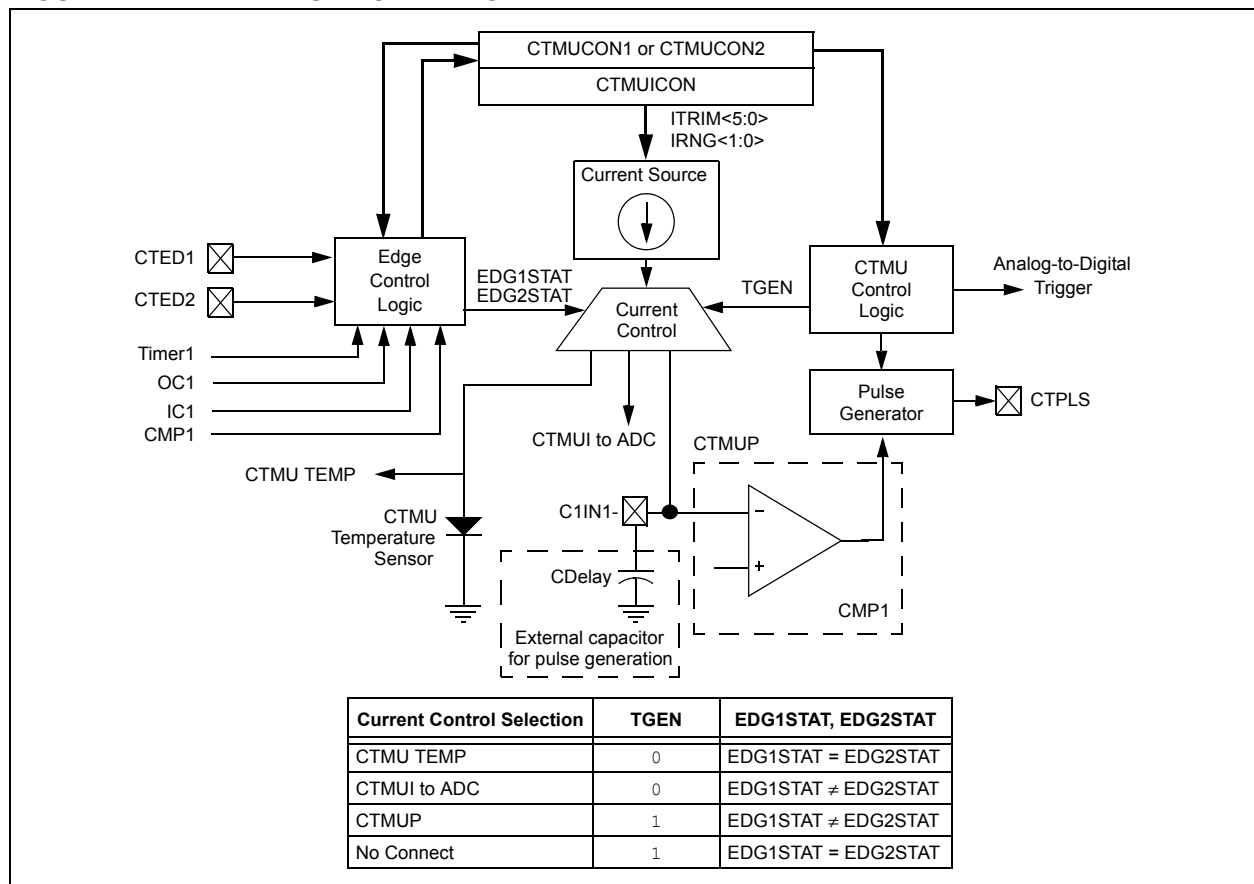 CTMUCON1 or CTMUCON2
CTMUICON
ITRIM<5:0>
IRNG<1:0>
Current Source
CTED1
CTED2
Edge
Control
Logic
EDG1STAT
EDG2STAT
Current
Control
TGEN
CTMU
Control
Logic
Analog-to-Digital
Trigger
Timer1
OC1
IC1
CMP1
Pulse
Generator
CTPLS
CTMUI to ADC
CTMUP
CTMU TEMP
C1IN1-
CTMU
Temperature
Sensor
CDelay
–
+
CMP1
External capacitor
for pulse generation
Current Control Selection TGEN EDG1STAT, EDG2STAT
CTMU TEMP 0 EDG1STAT = EDG2STAT
CTMUI to ADC 0 EDG1STAT ≠ EDG2STAT
CTMUP 1 EDG1STAT ≠ EDG2STAT
No Connect 1 EDG1STAT = EDG2STAT